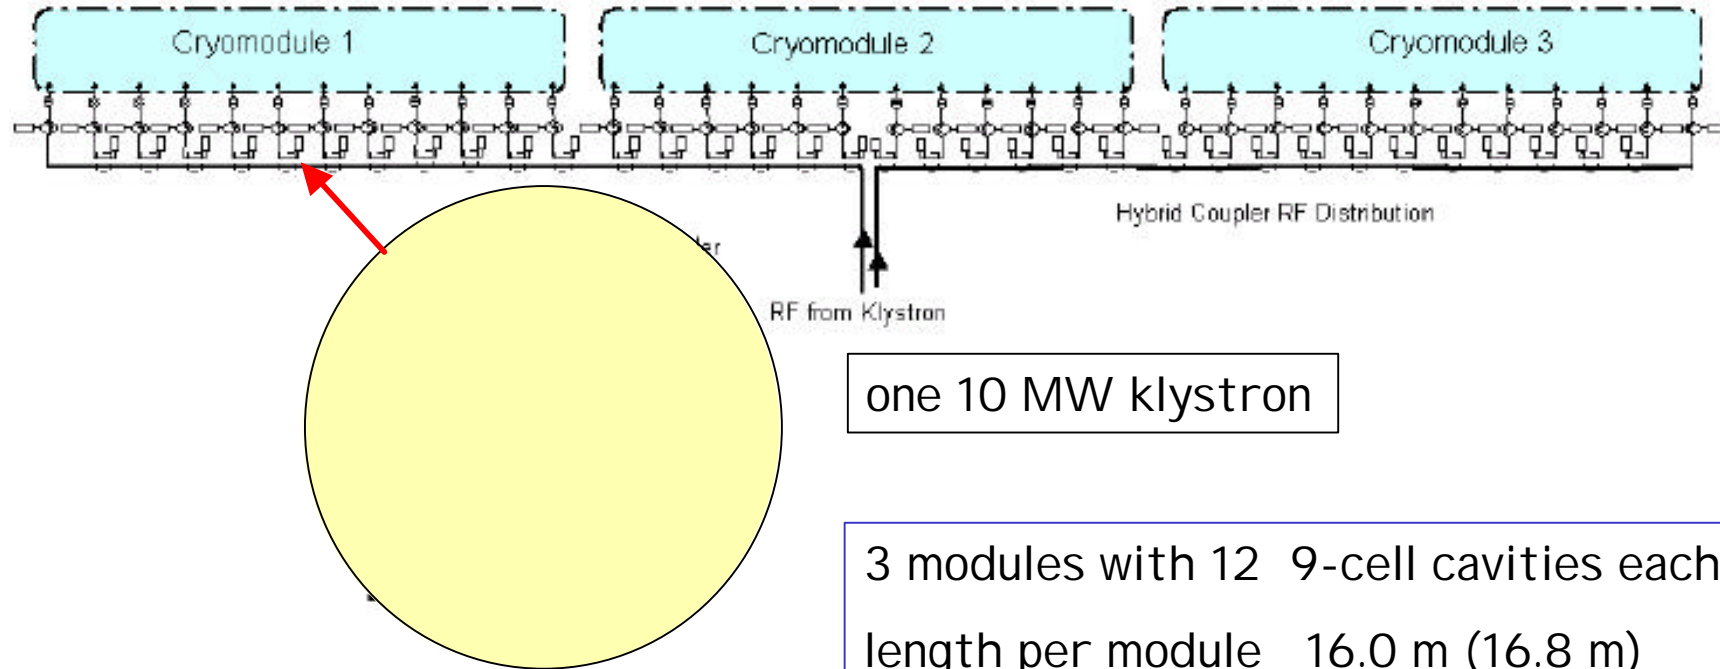 Cryomodule 1
Cryomodule 2
Cryomodule 3
Hybrid Coupler RF Distribution
RF from Klystron
one 10 MW klystron
3 modules with 12 9-cell cavities each
length per module 16.0 m (16.8 m)